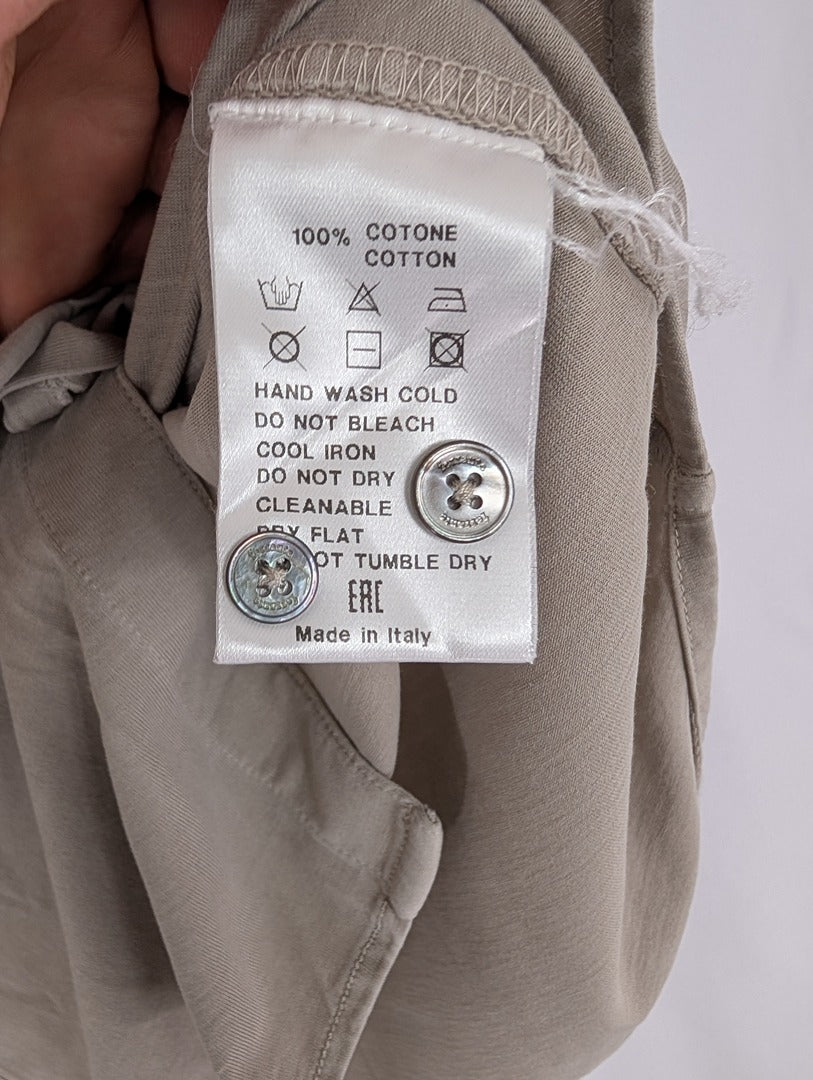 100% COTONE
COTTON
HAND WASH COLD
DO NOT BLEACH
COOL IRON
DO NOT DRY
CLEANABLE
DRY FLAT
OT TUMBLE DRY
EAC
Made in Italy